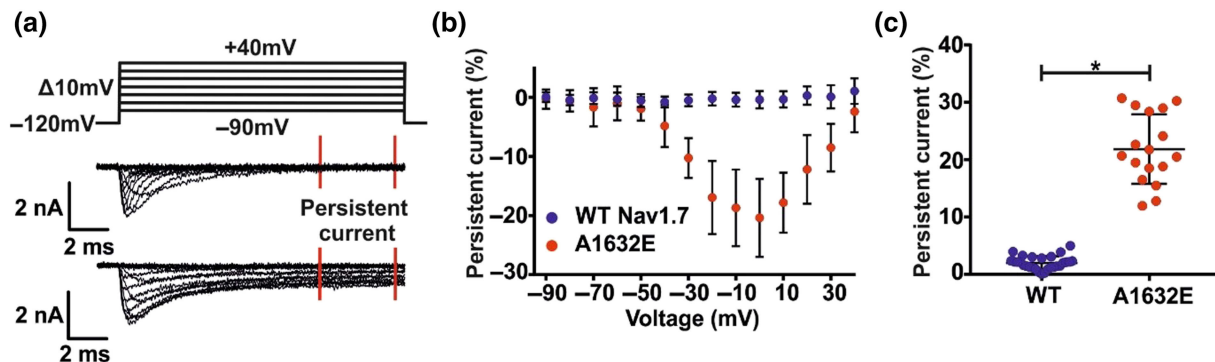 (a)
+40mV
Δ10mV
–120mV
–90mV
2 nA
2 ms
Persistent
current
2 nA
2 ms
(b)
Persistent current (%)
0
–10
–20
–30
WT Nav1.7
A1632E
–90 –70 –50 –30 –10 10 30
Voltage (mV)
(c)
Persistent current (%)
40
30
20
10
0
*
WT A1632E